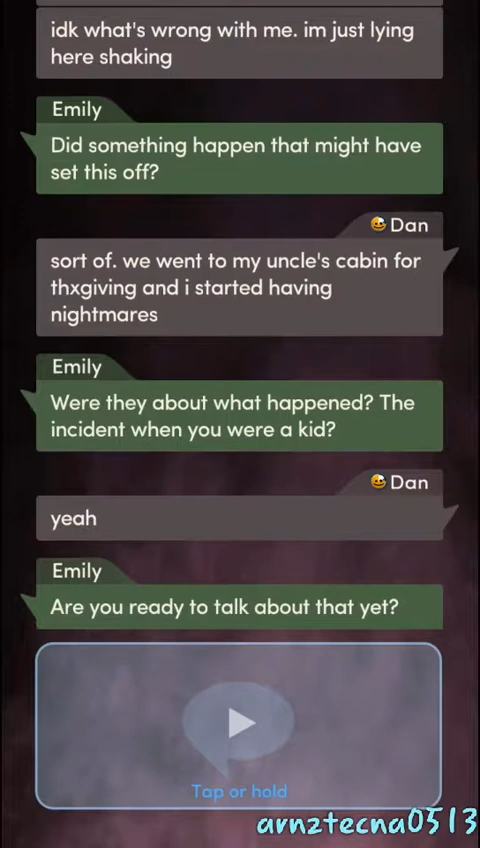 idk what's wrong with me. im just lying
here shaking
Emily
Did something happen that might have
set this off?
Dan
sort of. we went to my uncle's cabin for
thxgiving and i started having
nightmares
Emily
Were they about what happened? The
incident when you were a kid?
Dan
yeah
Emily
Are you ready to talk about that yet?
Tap or hold
arnztecna0513